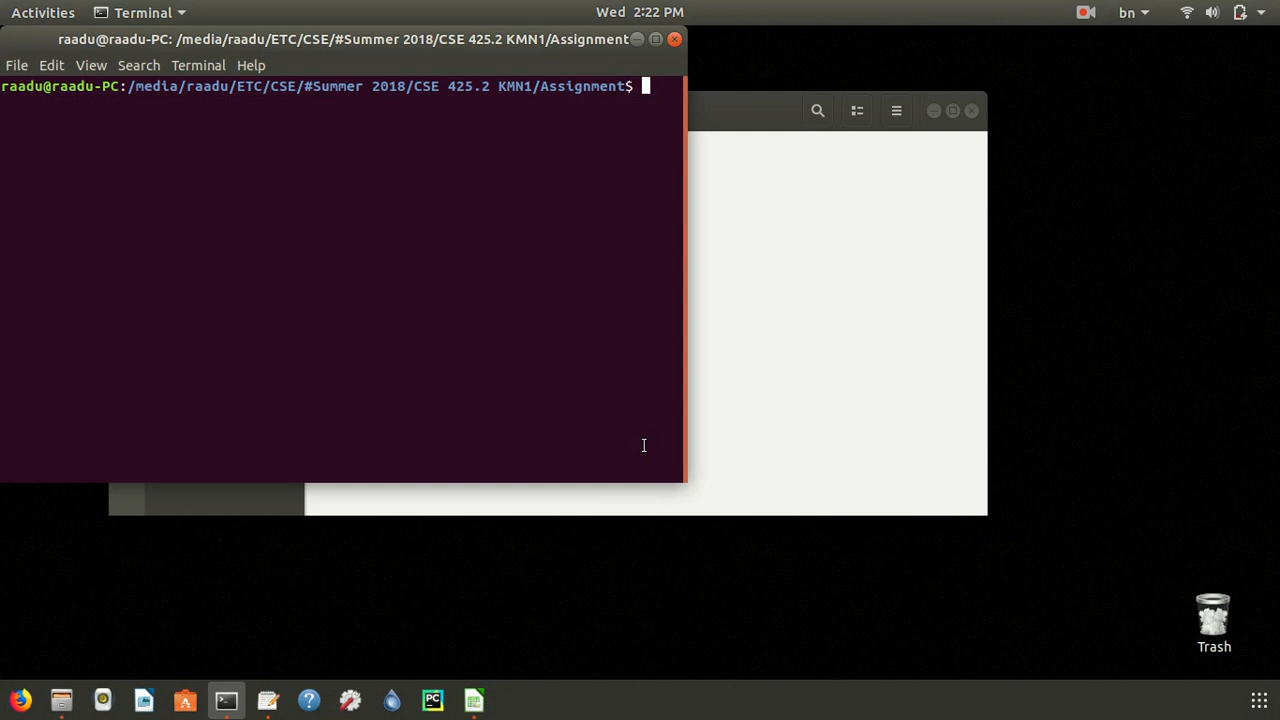 Activities Terminal Wed 2:22 PM bn
raadu@raadu-PC: /media/raadu/ETC/CSE/#Summer 2018/CSE 425.2 KMN1/Assignment
File Edit View Search Terminal Help
raadu@raadu-PC:/media/raadu/ETC/CSE/#Summer 2018/CSE 425.2 KMN1/Assignment$
Trash
PC